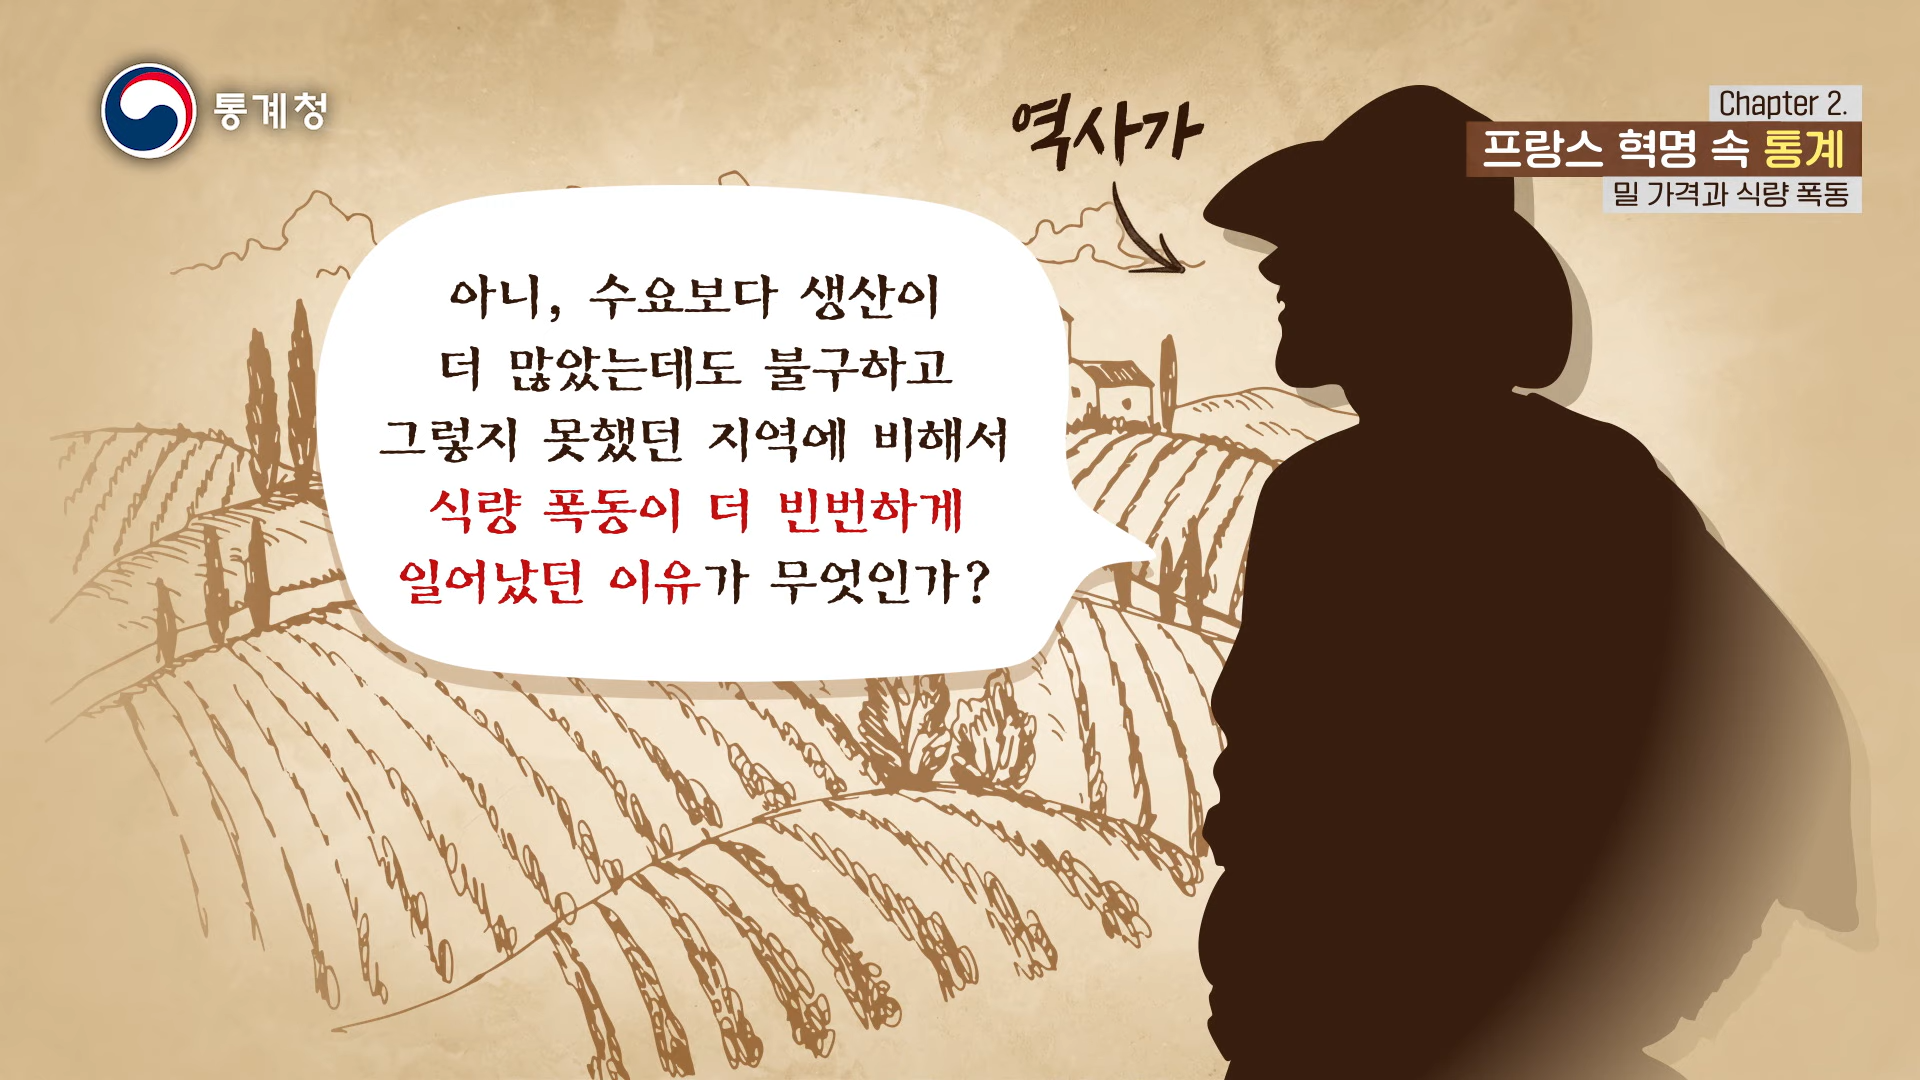 통계청
역사가
Chapter 2.
프랑스 혁명 속 통계
밀 가격과 식량 폭동
아니, 수요보다 생산이
더 많았는데도 불구하고
그렇지 못했던 지역에 비해서
식량 폭동이 더 빈번하게
일어났던 이유가 무엇인가?